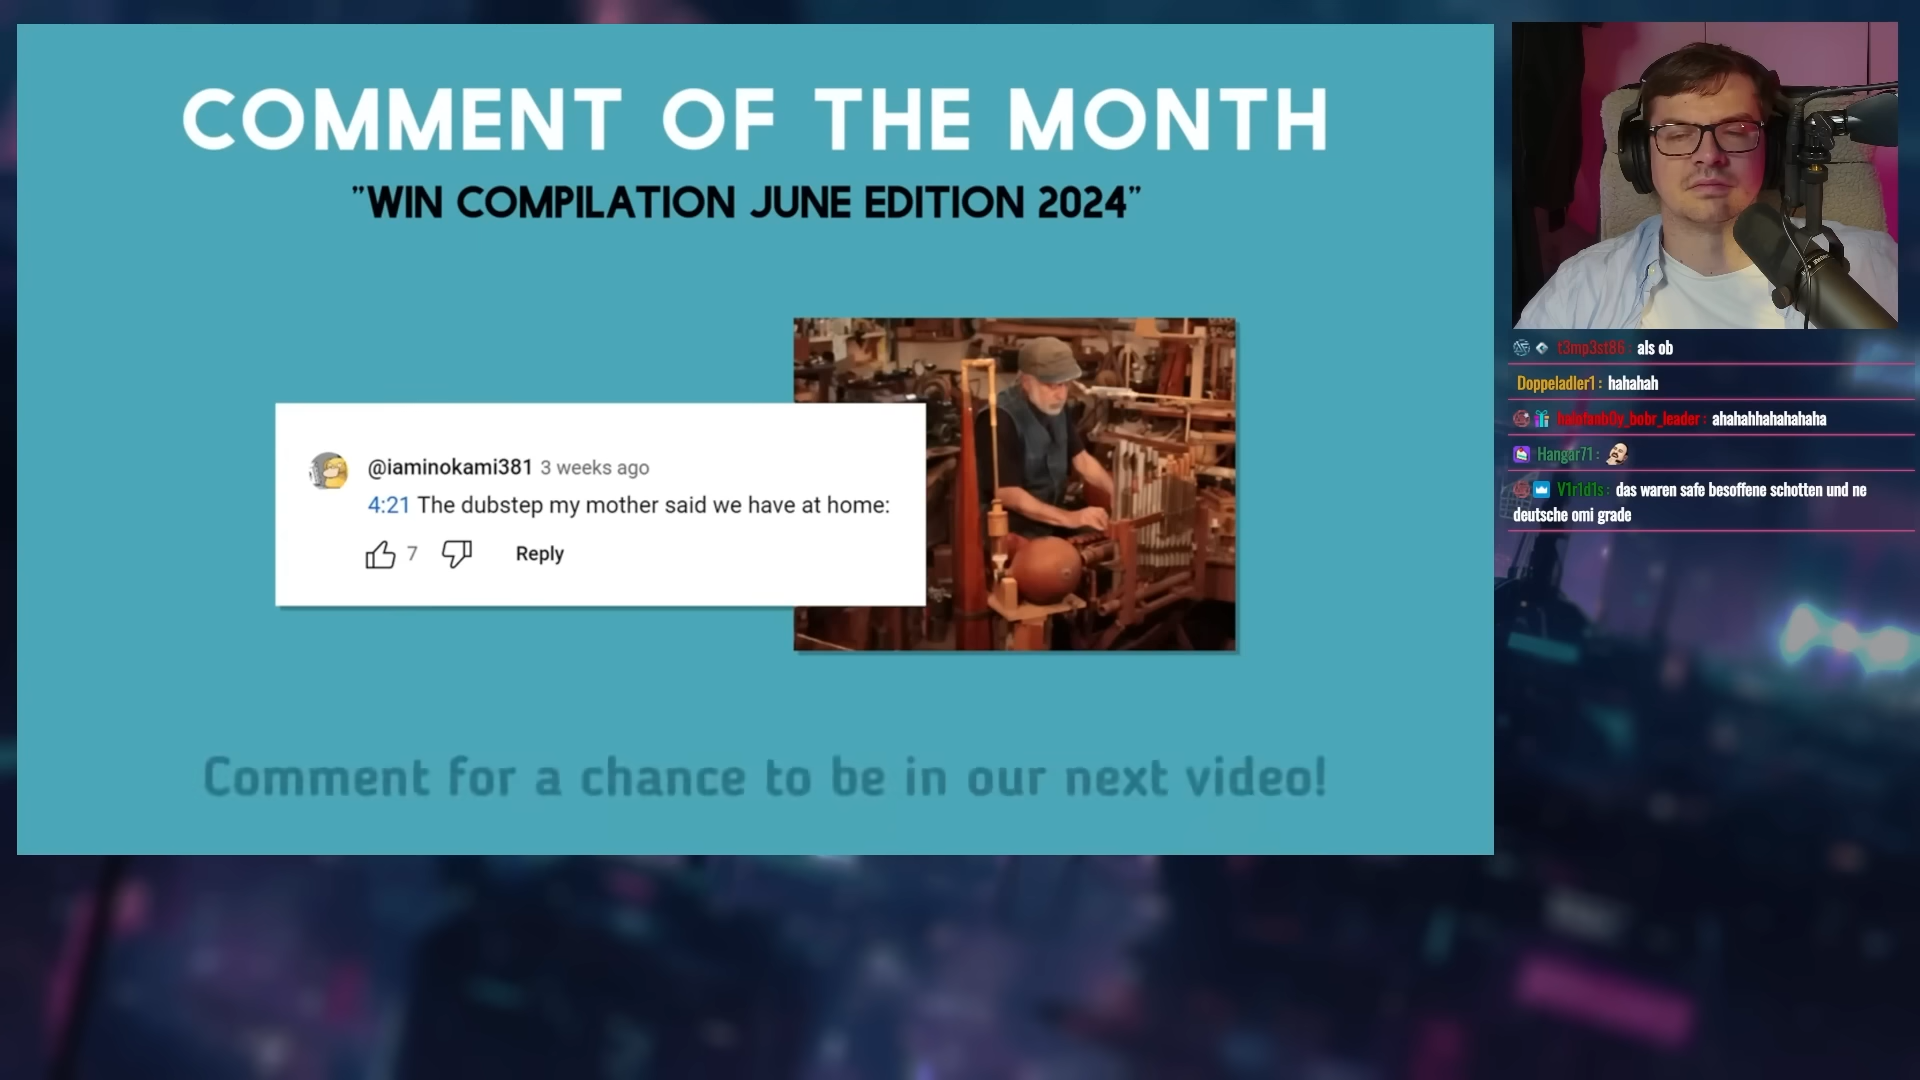 COMMENT OF THE MONTH
"WIN COMPILATION JUNE EDITION 2024"
@iaminokami381 3 weeks ago
4:21 The dubstep my mother said we have at home:
7 Reply
Comment for a chance to be in our next video!
t3mp3st86: als ob
Doppeladler1: hahahah
ahahahhahahahaha
Hangar71:
V1r1d1s: das waren safe besoffene schotten und ne
deutsche omi grade